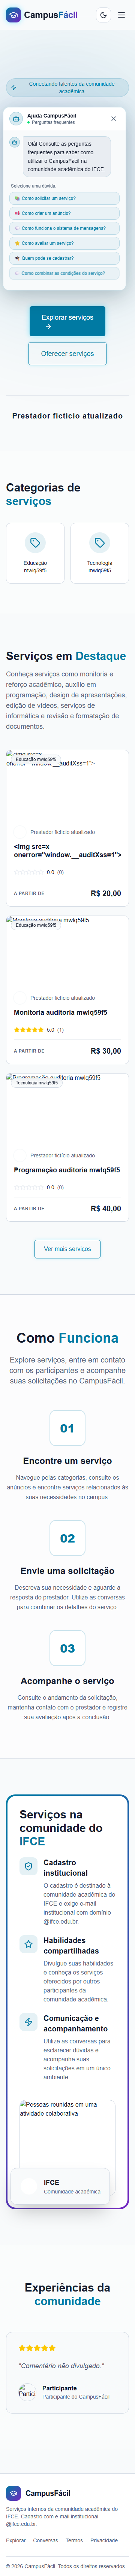 CampusFácil
Conectando talentos da comunidade
acadêmica
Ajuda CampusFácil
Perguntas frequentes
Olá! Consulte as perguntas
frequentes para saber como
utilizar o CampusFácil na
comunidade acadêmica do IFCE.
Selecione uma dúvida:
Como solicitar um serviço?
Como criar um anúncio?
Como funciona o sistema de mensagens?
Como avaliar um serviço?
Quem pode se cadastrar?
Como combinar as condições do serviço?
Explorar serviços
Oferecer serviços
Prestador fictício atualizado
Categorias de
serviços
Educação
mwlq59f5
Tecnologia
mwlq59f5
Serviços em Destaque
Conheça serviços como monitoria e
reforço acadêmico, auxílio em
programação, design de apresentações,
edição de vídeos, serviços de
informática e revisão e formatação de
documentos.
Educação mwlq59f5
onerror="window.__auditXss=1">
Prestador fictício atualizado
<img src=x
onerror="window.__auditXss=1">
0.0 (0)
A PARTIR DE
R$ 20,00
Monitoria auditoria mwlq59f5
Educação mwlq59f5
Prestador fictício atualizado
Monitoria auditoria mwlq59f5
5.0 (1)
A PARTIR DE
R$ 30,00
Programação auditoria mwlq59f5
Tecnologia mwlq59f5
Prestador fictício atualizado
Programação auditoria mwlq59f5
0.0 (0)
A PARTIR DE
R$ 40,00
Ver mais serviços
Como Funciona
Explore serviços, entre em contato
com os participantes e acompanhe
suas solicitações no CampusFácil.
01
Encontre um serviço
Navegue pelas categorias, consulte os
anúncios e encontre serviços relacionados às
suas necessidades no campus.
02
Envie uma solicitação
Descreva sua necessidade e aguarde a
resposta do prestador. Utilize as conversas
para combinar os detalhes do serviço.
03
Acompanhe o serviço
Consulte o andamento da solicitação,
mantenha contato com o prestador e registre
sua avaliação após a conclusão.
Serviços na
comunidade do
IFCE
Cadastro
institucional
O cadastro é destinado à
comunidade acadêmica do
IFCE e exige e-mail
institucional com domínio
@ifce.edu.br.
Habilidades
compartilhadas
Divulgue suas habilidades
e conheça os serviços
oferecidos por outros
participantes da
comunidade acadêmica.
Comunicação e
acompanhamento
Utilize as conversas para
esclarecer dúvidas e
acompanhe suas
solicitações em um único
ambiente.
Pessoas reunidas em uma
atividade colaborativa
IFCE
Comunidade acadêmica
Experiências da
comunidade
"Comentário não divulgado."
Participante
Participante do CampusFácil
CampusFácil
Serviços internos da comunidade acadêmica do
IFCE. Cadastro com e-mail institucional
@ifce.edu.br.
Explorar Conversas Termos Privacidade
© 2026 CampusFácil. Todos os direitos reservados.